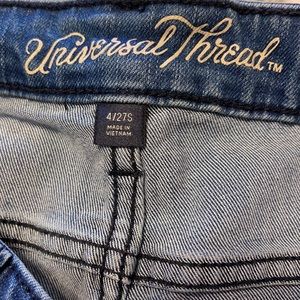 Universal Thread™
4/27S
MADE IN
VIETNAM